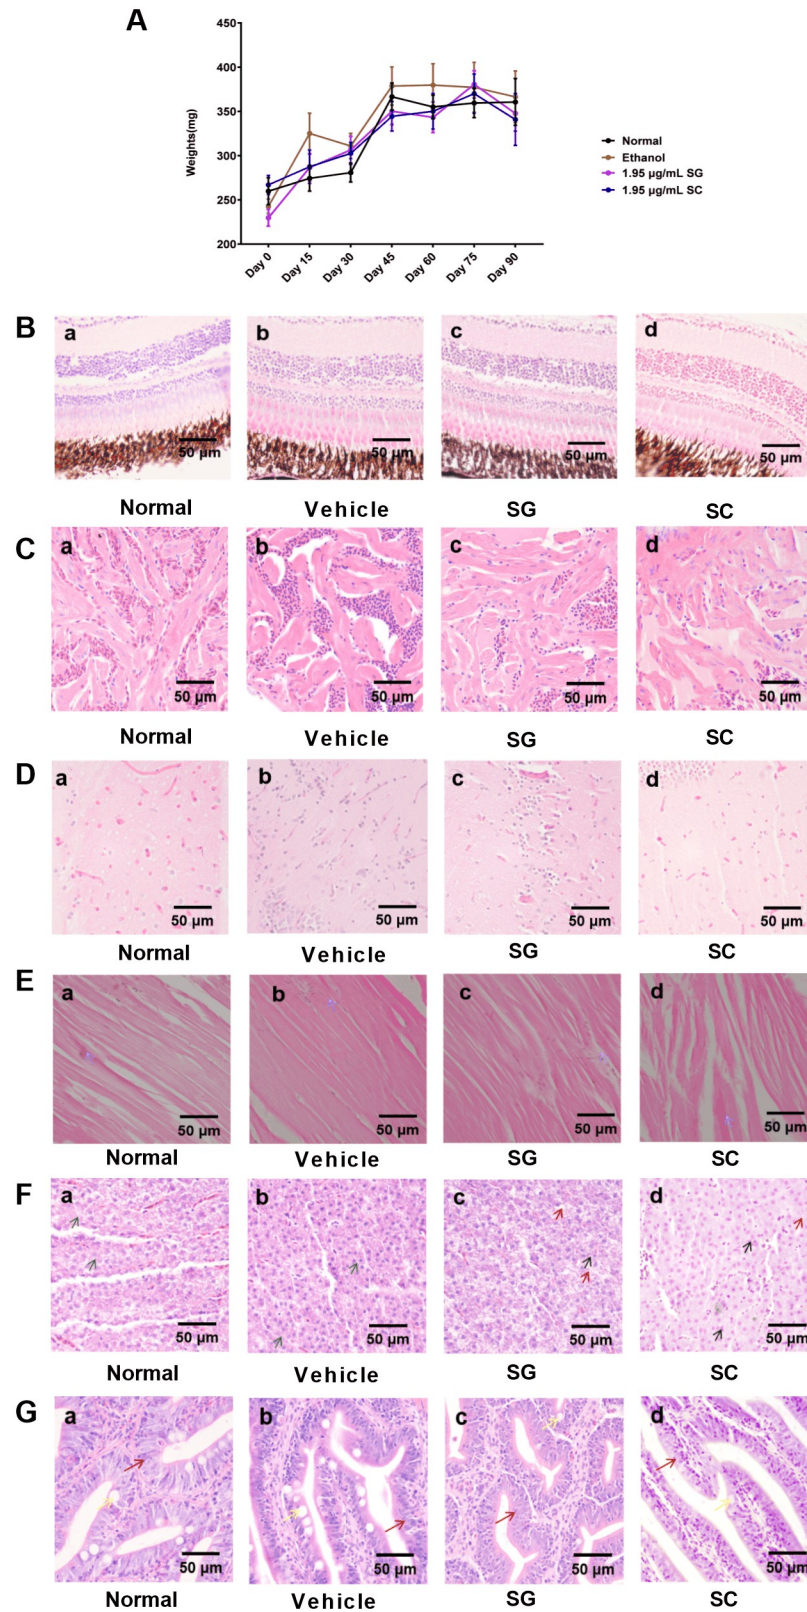 A
450
400
350
300
250
200
Weights(mg)
Day 0
Day 15
Day 30
Day 45
Day 60
Day 75
Day 90
Normal
Ethanol
1.95 μg/mL SG
1.95 μg/mL SC
B
a
b
c
d
50 μm
50 μm
50 μm
50 μm
Normal
Vehicle
SG
SC
C
a
b
c
d
50 μm
50 μm
50 μm
50 μm
Normal
Vehicle
SG
SC
D
a
b
c
d
50 μm
50 μm
50 μm
50 μm
Normal
Vehicle
SG
SC
E
a
b
c
d
50 μm
50 μm
50 μm
50 μm
Normal
Vehicle
SG
SC
F
a
b
c
d
50 μm
50 μm
50 μm
50 μm
Normal
Vehicle
SG
SC
G
a
b
c
d
50 μm
50 μm
50 μm
50 μm
Normal
Vehicle
SG
SC